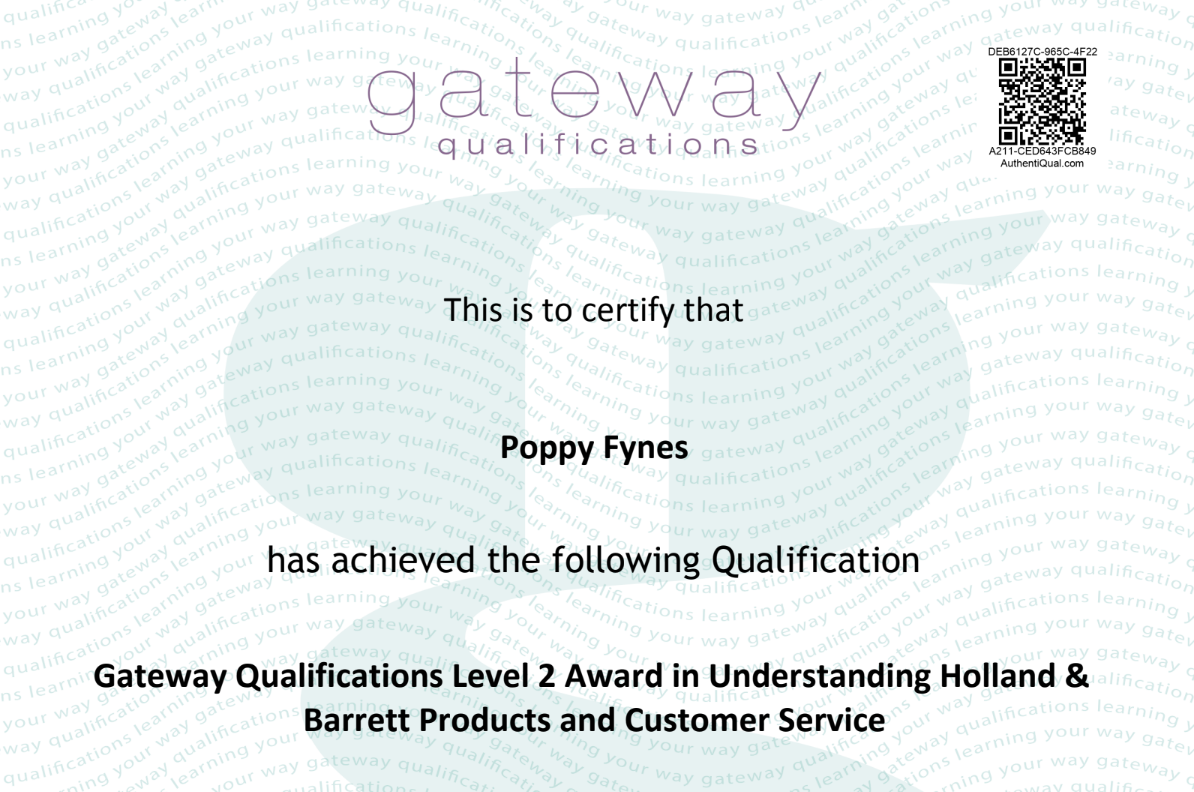 gateway
qualifications
DEB6127C-965C-4F22
A211-CED643FCB849
AuthentiQual.com
This is to certify that
Poppy Fynes
has achieved the following Qualification
Gateway Qualifications Level 2 Award in Understanding Holland &
Barrett Products and Customer Service